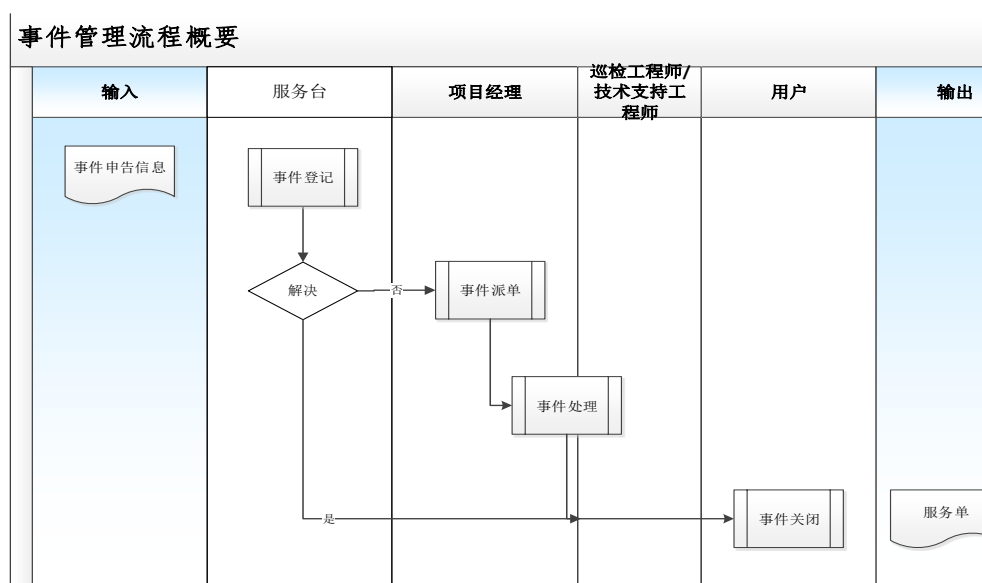 事件管理流程概要
输入
服务台
项目经理
巡检工程师/
技术支持工
程师
用户
输出
事件申告信息
事件登记
解决
否
事件派单
事件处理
是
事件关闭
服务单